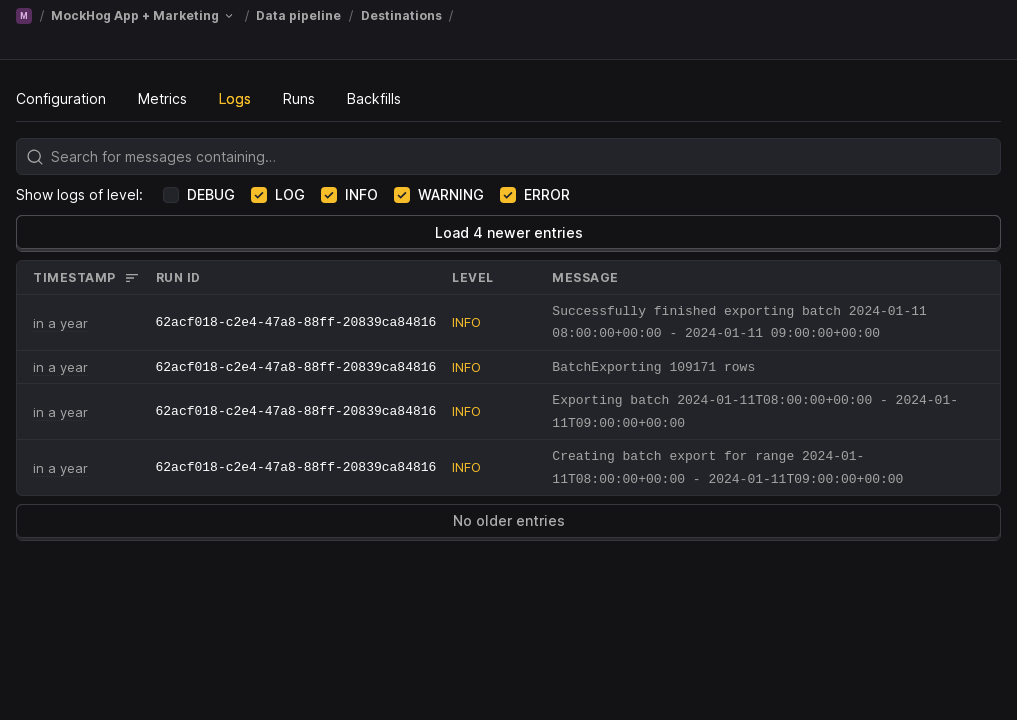 M / MockHog App + Marketing / Data pipeline / Destinations /
Configuration Metrics Logs Runs Backfills
Search for messages containing…
Show logs of level: DEBUG LOG INFO WARNING ERROR
Load 4 newer entries
TIMESTAMP RUN ID LEVEL MESSAGE
in a year 62acf018-c2e4-47a8-88ff-20839ca84816 INFO Successfully finished exporting batch 2024-01-11
08:00:00+00:00 - 2024-01-11 09:00:00+00:00
in a year 62acf018-c2e4-47a8-88ff-20839ca84816 INFO BatchExporting 109171 rows
in a year 62acf018-c2e4-47a8-88ff-20839ca84816 INFO Exporting batch 2024-01-11T08:00:00+00:00 - 2024-01-
11T09:00:00+00:00
in a year 62acf018-c2e4-47a8-88ff-20839ca84816 INFO Creating batch export for range 2024-01-
11T08:00:00+00:00 - 2024-01-11T09:00:00+00:00
No older entries